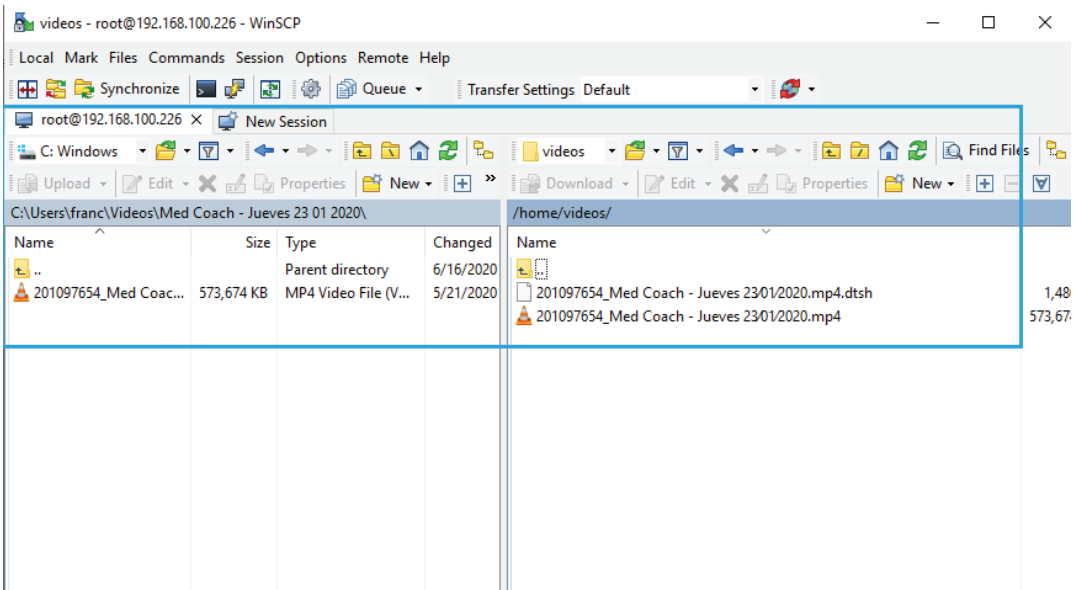 videos - root@192.168.100.226 - WinSCP
Local Mark Files Commands Session Options Remote Help
Synchronize Queue Transfer Settings Default
root@192.168.100.226 × New Session
C: Windows videos Find Files
Upload Edit Properties New » Download Edit Properties New
C:\Users\franc\Videos\Med Coach - Jueves 23 01 2020\ /home/videos/
Name Size Type Changed Name
.. Parent directory 6/16/2020 ..
201097654_Med Coac... 573,674 KB MP4 Video File (V... 5/21/2020 201097654_Med Coach - Jueves 23⁄01⁄2020.mp4.dtsh 1,48
201097654_Med Coach - Jueves 23⁄01⁄2020.mp4 573,67